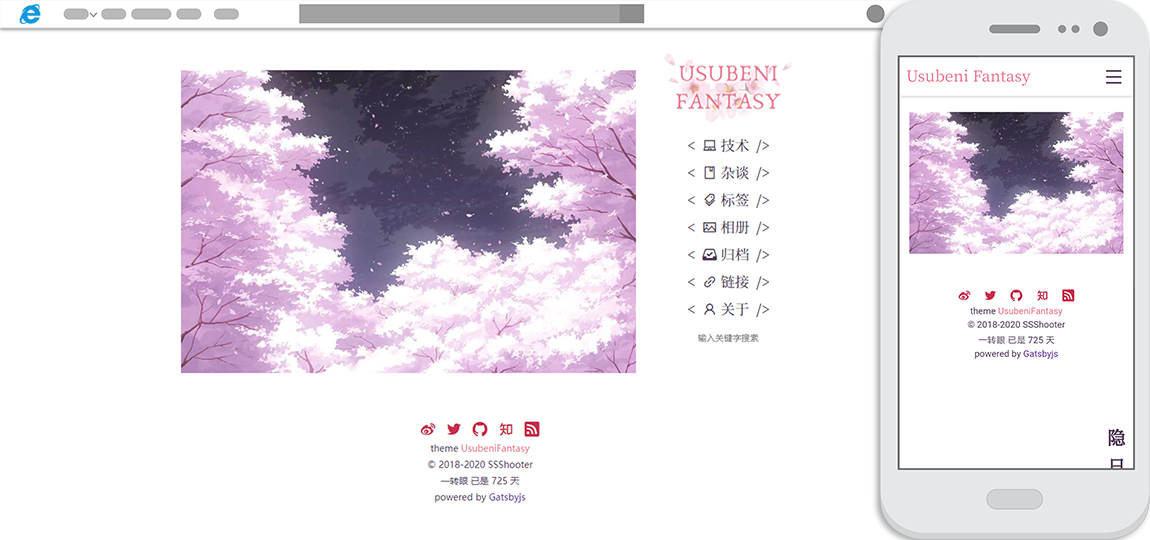 USUBENI
FANTASY
< 技术 />
< 杂谈 />
< 标签 />
< 相册 />
< 归档 />
< 链接 />
< 关于 />
输入关键字搜索
知
theme UsubeniFantasy
© 2018-2020 SSShooter
一转眼 已是 725 天
powered by Gatsbyjs
Usubeni Fantasy
知
theme UsubeniFantasy
© 2018-2020 SSShooter
一转眼 已是 725 天
powered by Gatsbyjs
隐